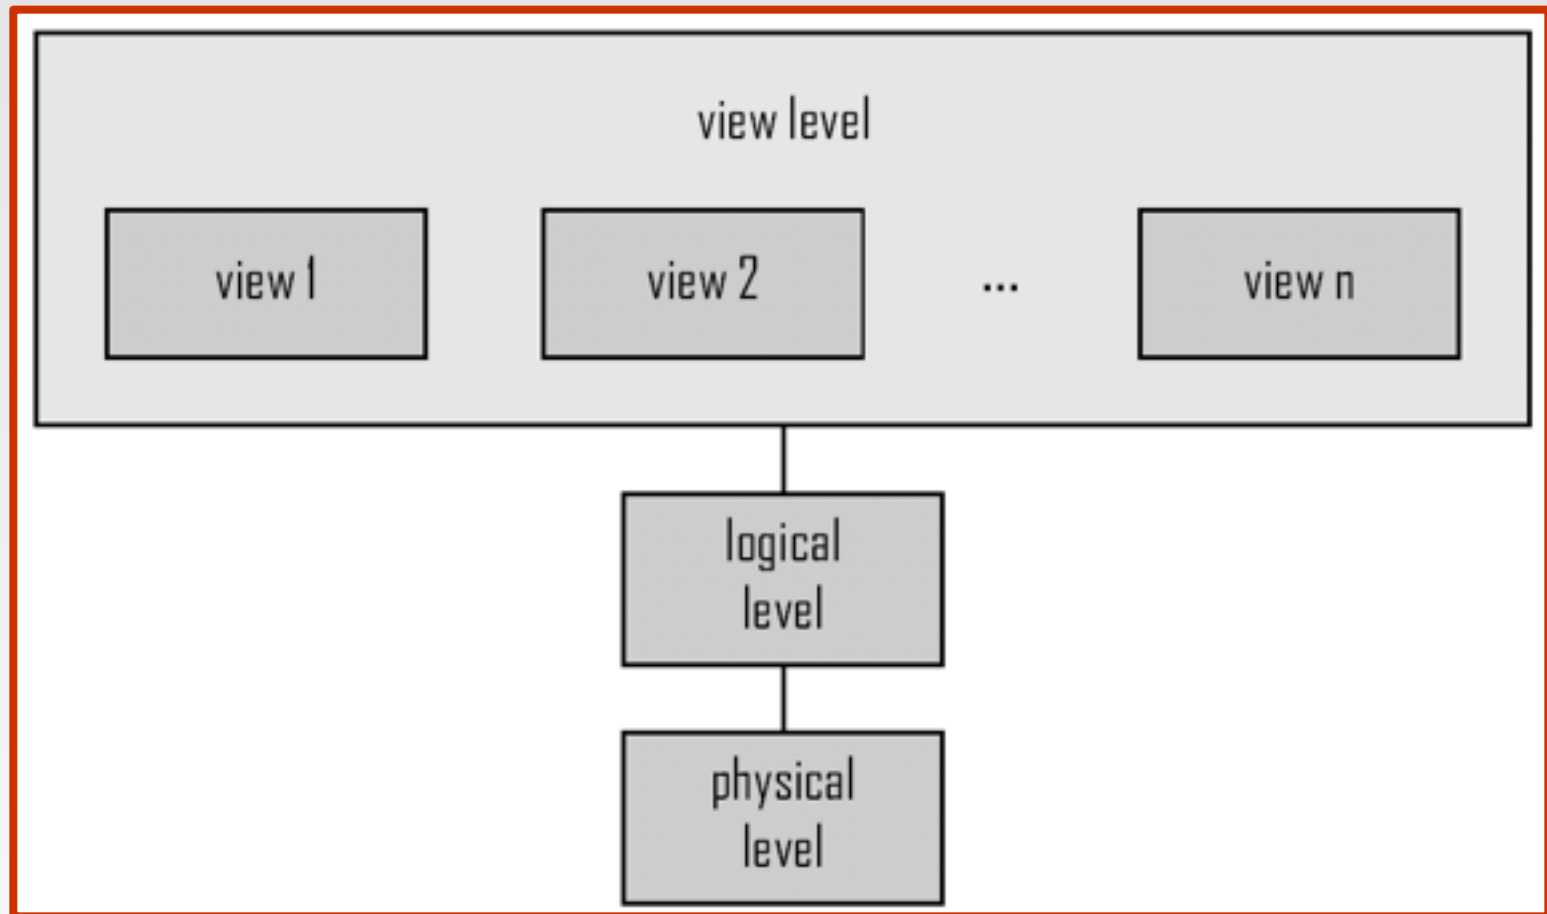 view level
view 1
view 2
...
view n
logical
level
physical
level